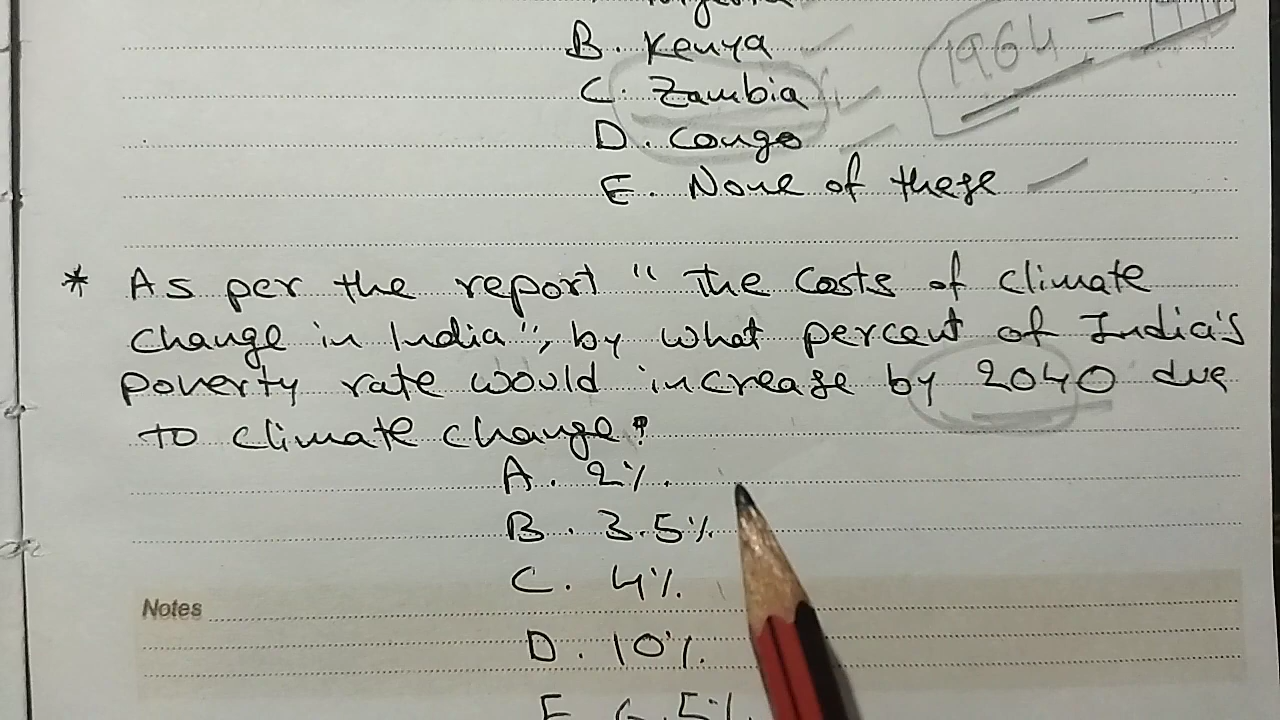 B. Kenya
1964 -
C. Zambia
D. Congo
E. None of these
* As per the report "The Costs of climate
change in India", by what percent of India's
poverty rate would increase by 2040 due
to climate change?
A. 2%.
B. 3.5%
C. 4%.
D. 10%.
Notes
E 6.5%.